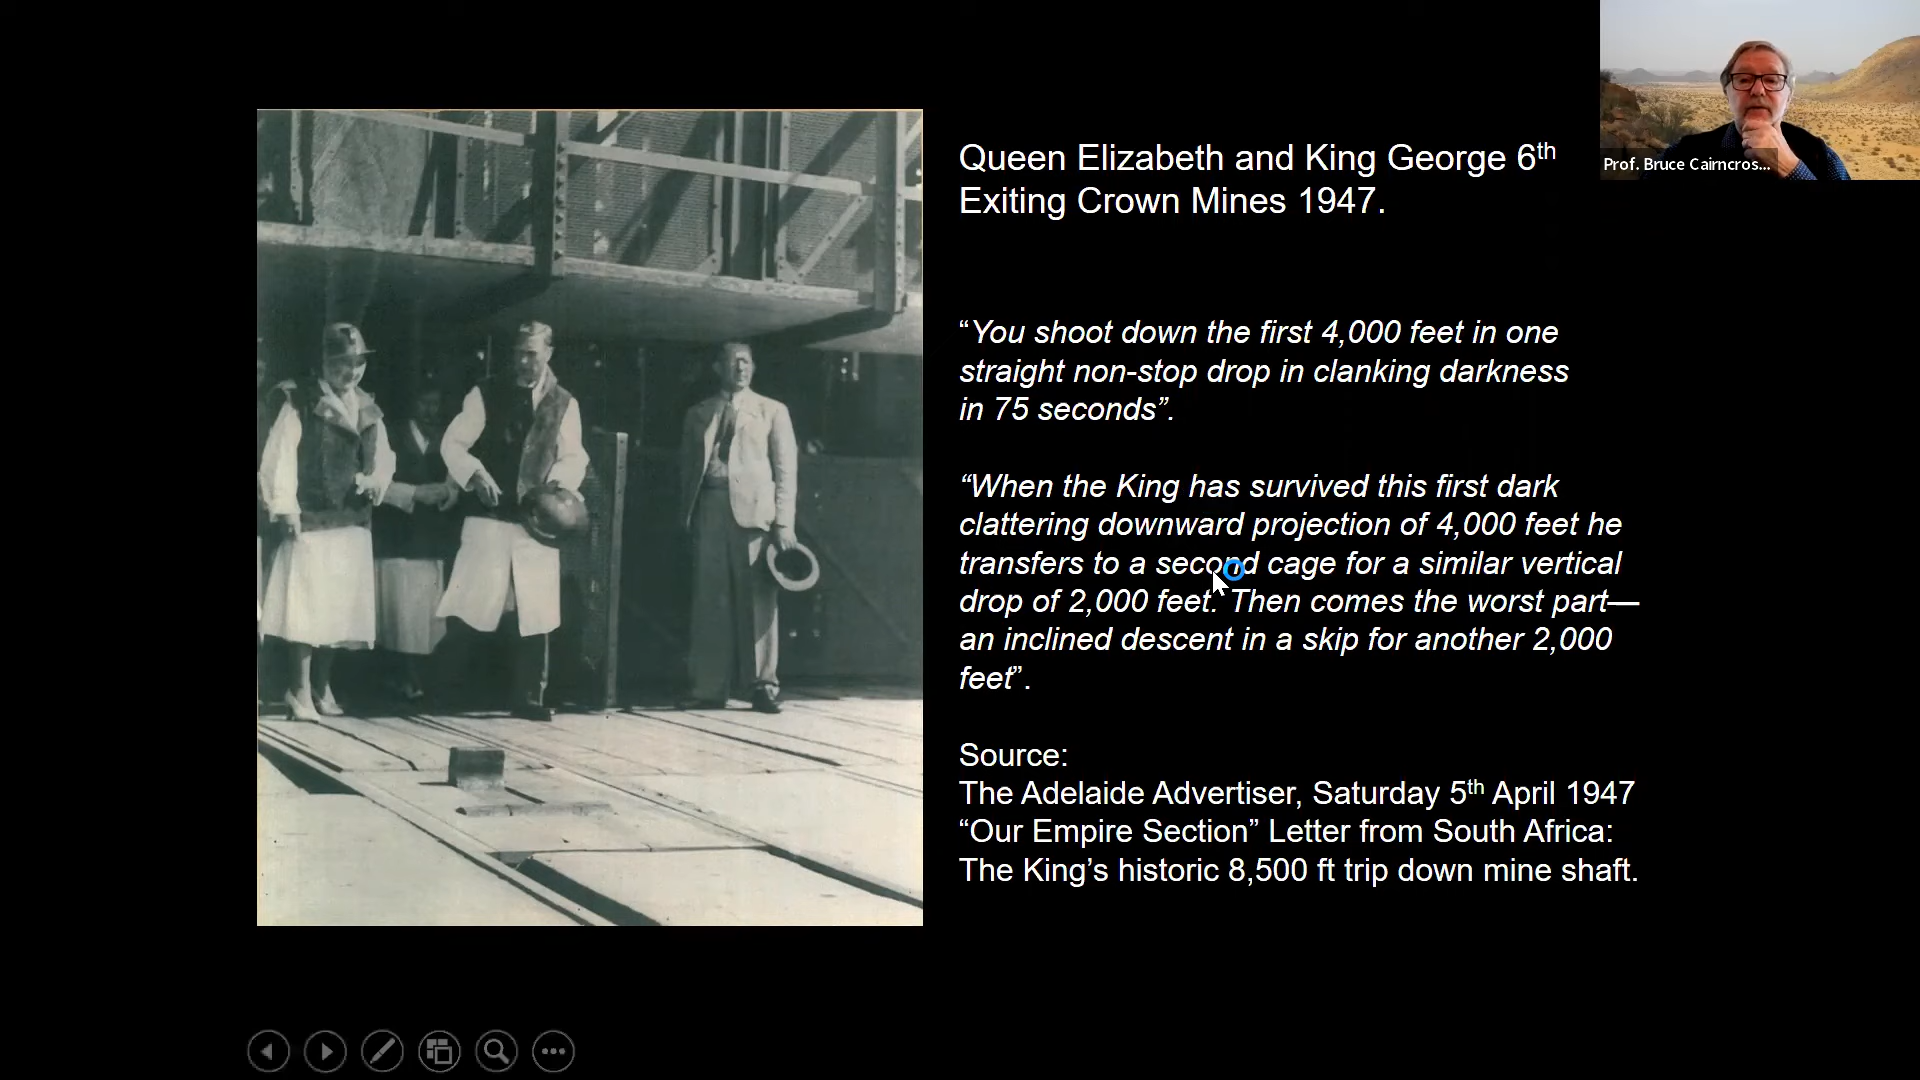 Queen Elizabeth and King George 6th
Exiting Crown Mines 1947.
“You shoot down the first 4,000 feet in one
straight non-stop drop in clanking darkness
in 75 seconds”.
“When the King has survived this first dark
clattering downward projection of 4,000 feet he
transfers to a second cage for a similar vertical
drop of 2,000 feet. Then comes the worst part—
an inclined descent in a skip for another 2,000
feet”.
Source:
The Adelaide Advertiser, Saturday 5th April 1947
“Our Empire Section” Letter from South Africa:
The King’s historic 8,500 ft trip down mine shaft.
Prof. Bruce Cairncros...